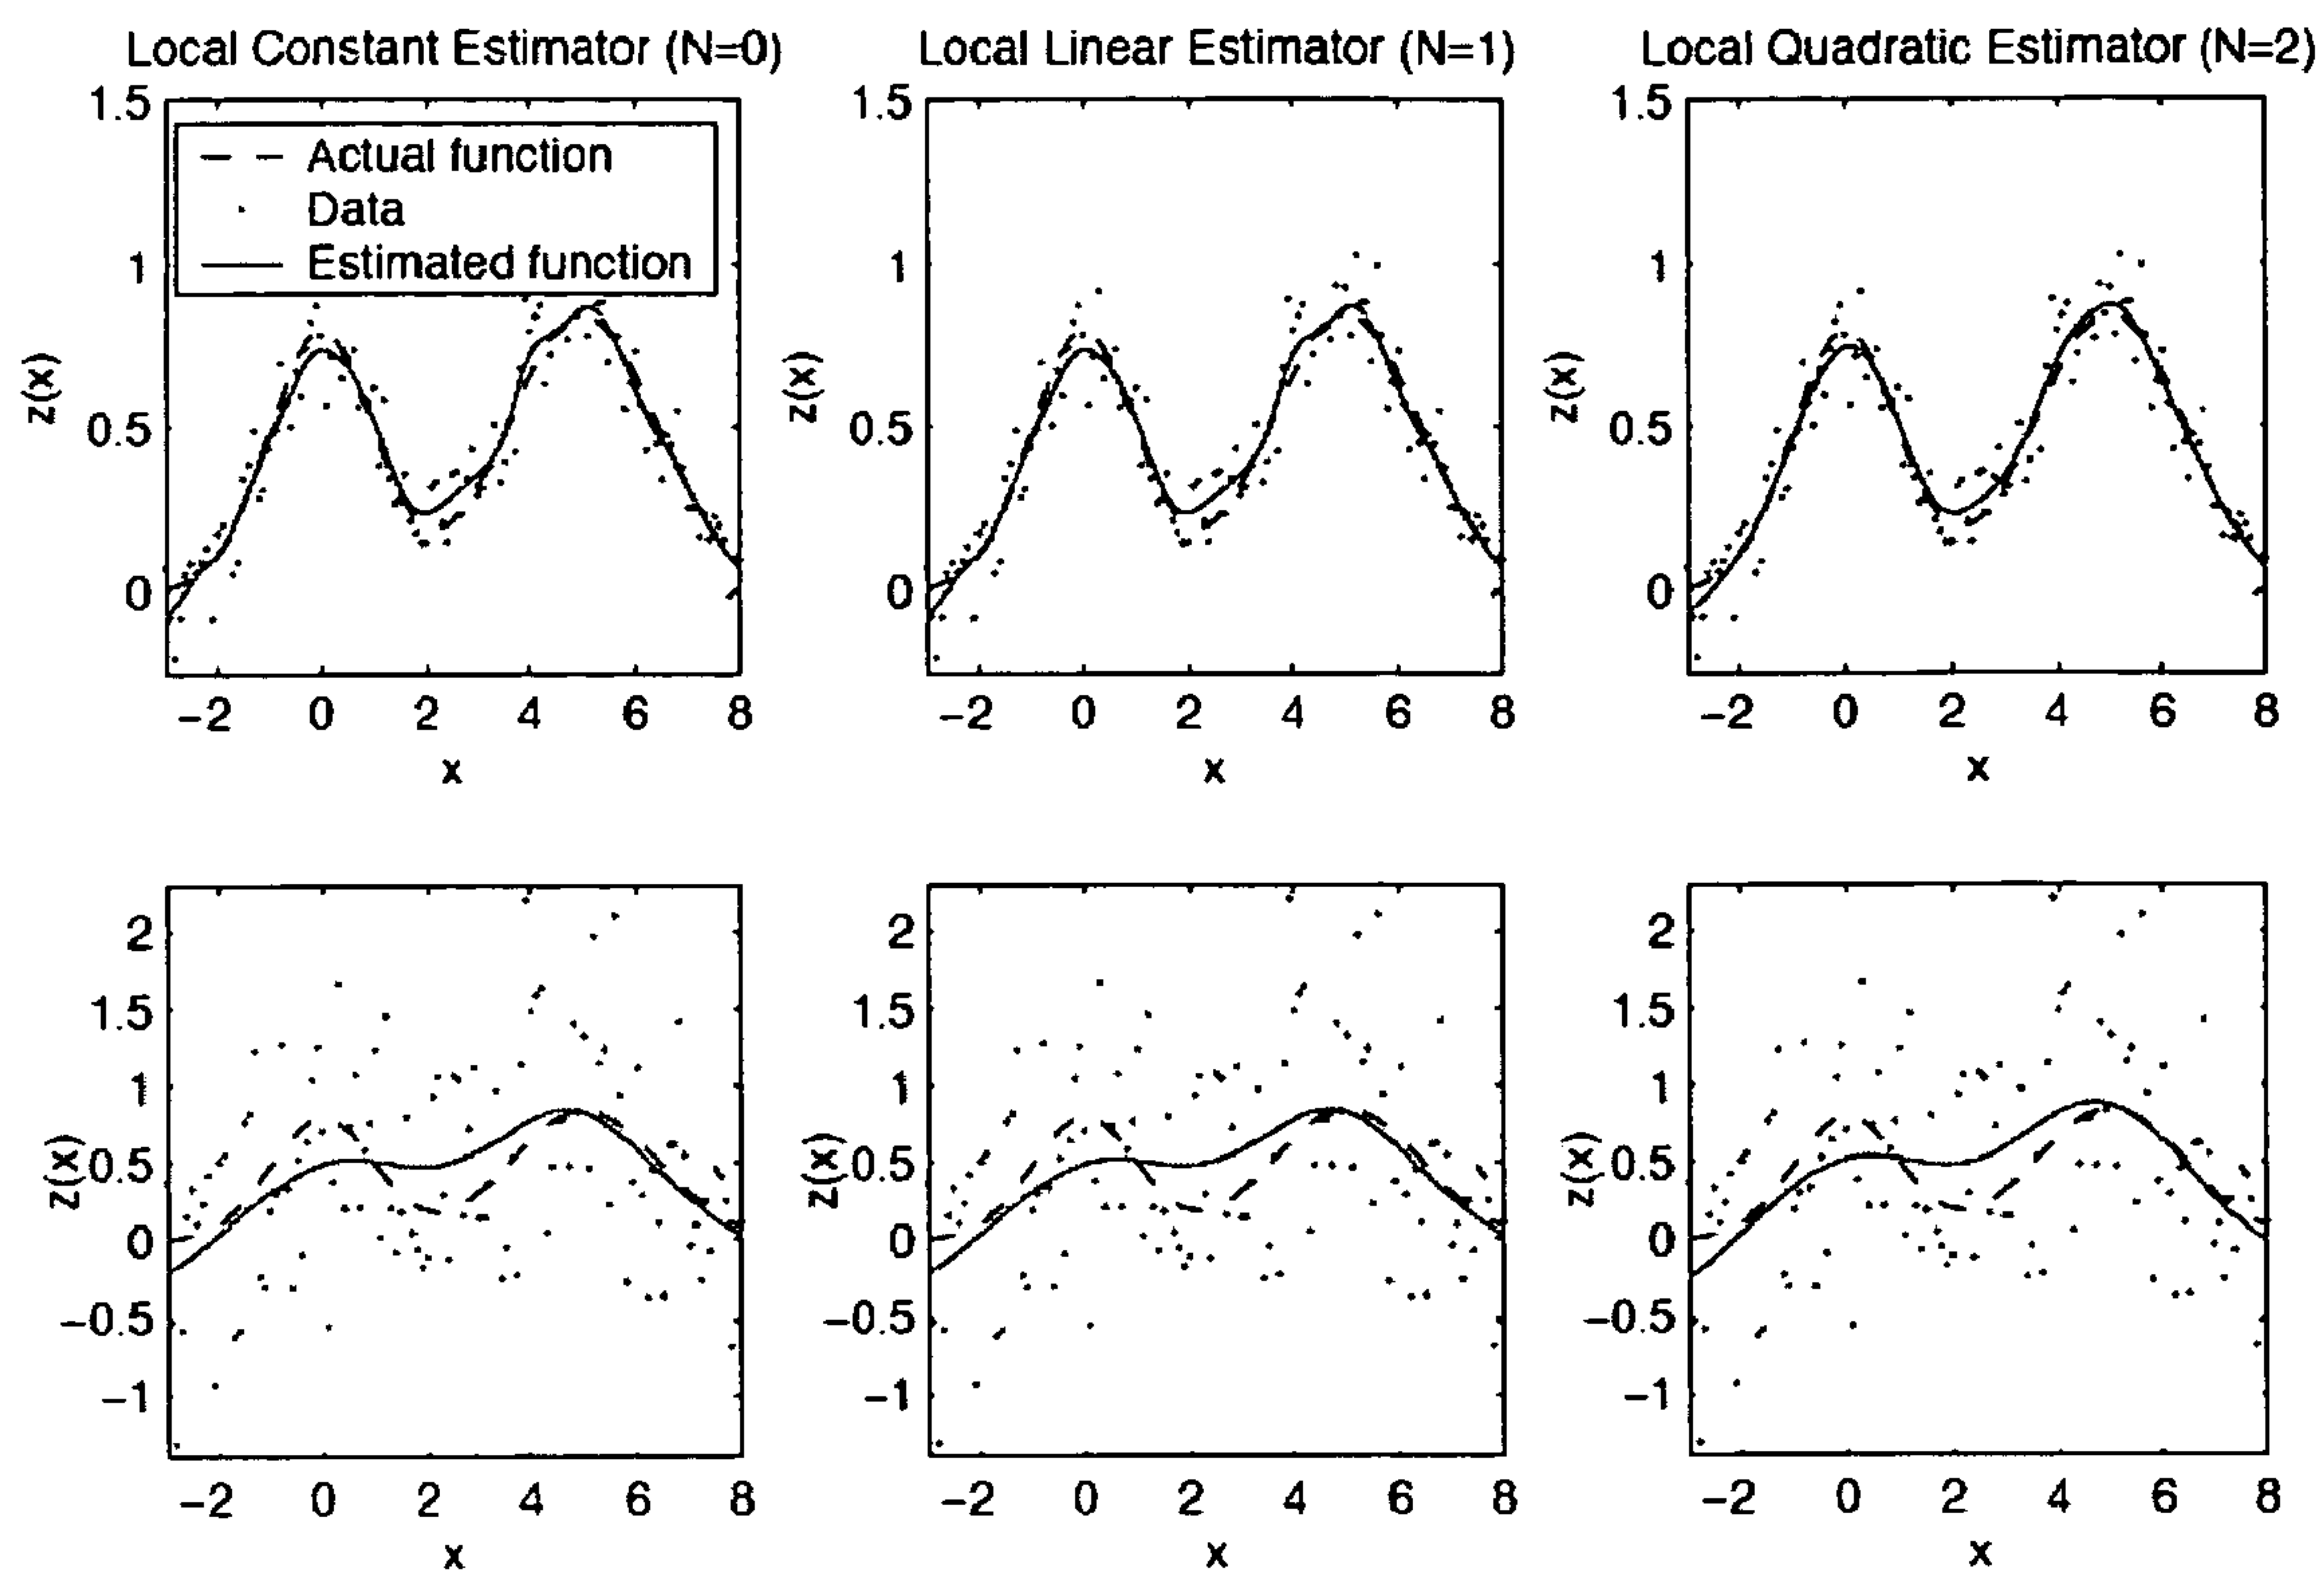 Local Constant Estimator (N=0)
Local Linear Estimator (N=1)
Local Quadratic Estimator (N=2)
1.5
1
0.5
0
z(x)
Actual function
Data
Estimated function
−2 0 2 4 6 8
x
1.5
1
0.5
0
z(x)
−2 0 2 4 6 8
x
1.5
1
0.5
0
z(x)
−2 0 2 4 6 8
x
2
1.5
1
0.5
0
−0.5
−1
z(x)
−2 0 2 4 6 8
x
2
1.5
1
0.5
0
−0.5
−1
z(x)
−2 0 2 4 6 8
x
2
1.5
1
0.5
0
−0.5
−1
z(x)
−2 0 2 4 6 8
x